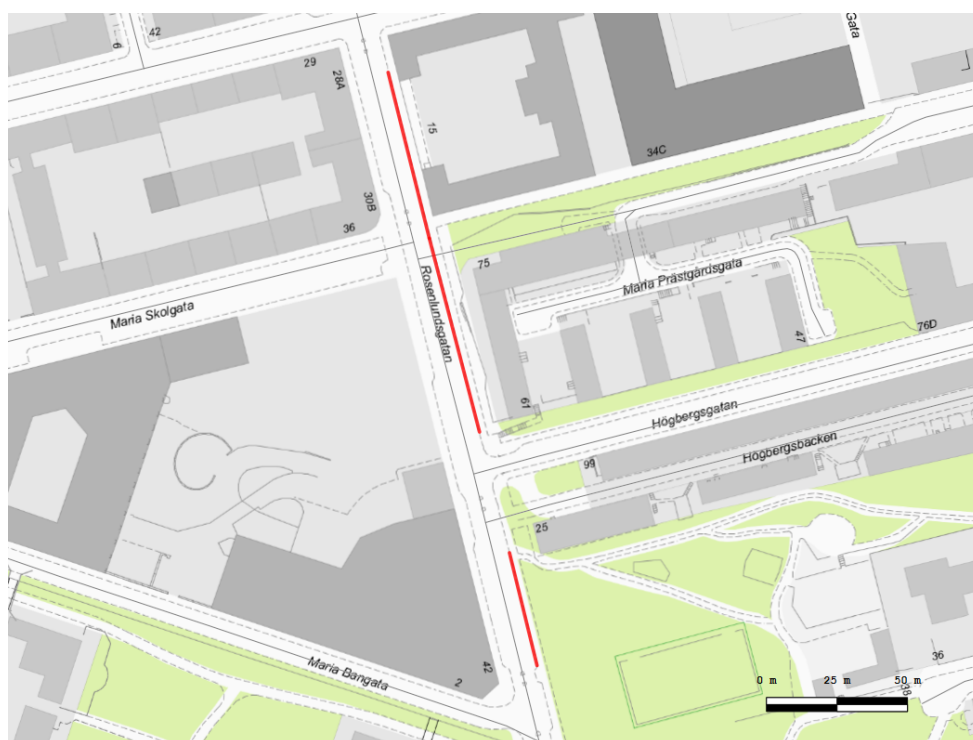 42
6
Gata
29
28A
15
34C
30B
36
75
Maria Prästgårdsgata
Rosenlundsgatan
Maria Skolgata
47
76D
61
Högbergsgatan
Högbergsbacken
99
25
Maria Bangata
42
2
36
38
0 m 25 m 50 m